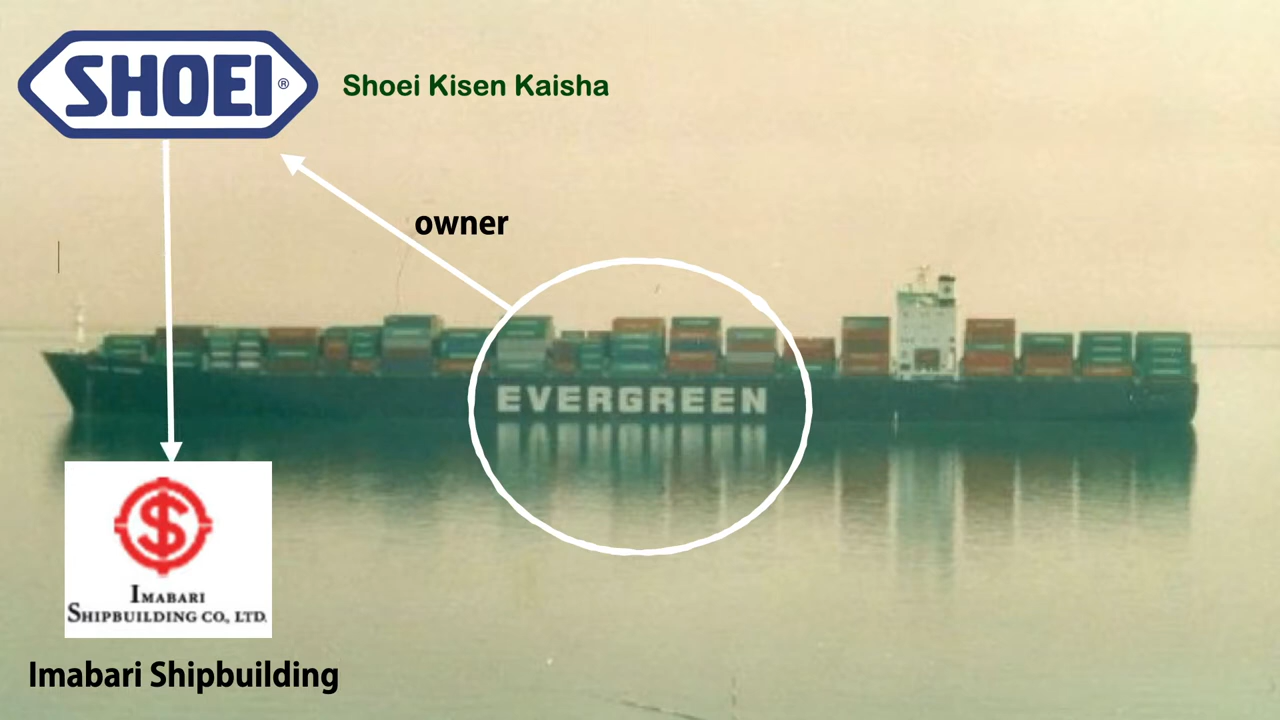 SHOEI®
Shoei Kisen Kaisha
owner
EVERGREEN
IMABARI
SHIPBUILDING CO., LTD.
Imabari Shipbuilding